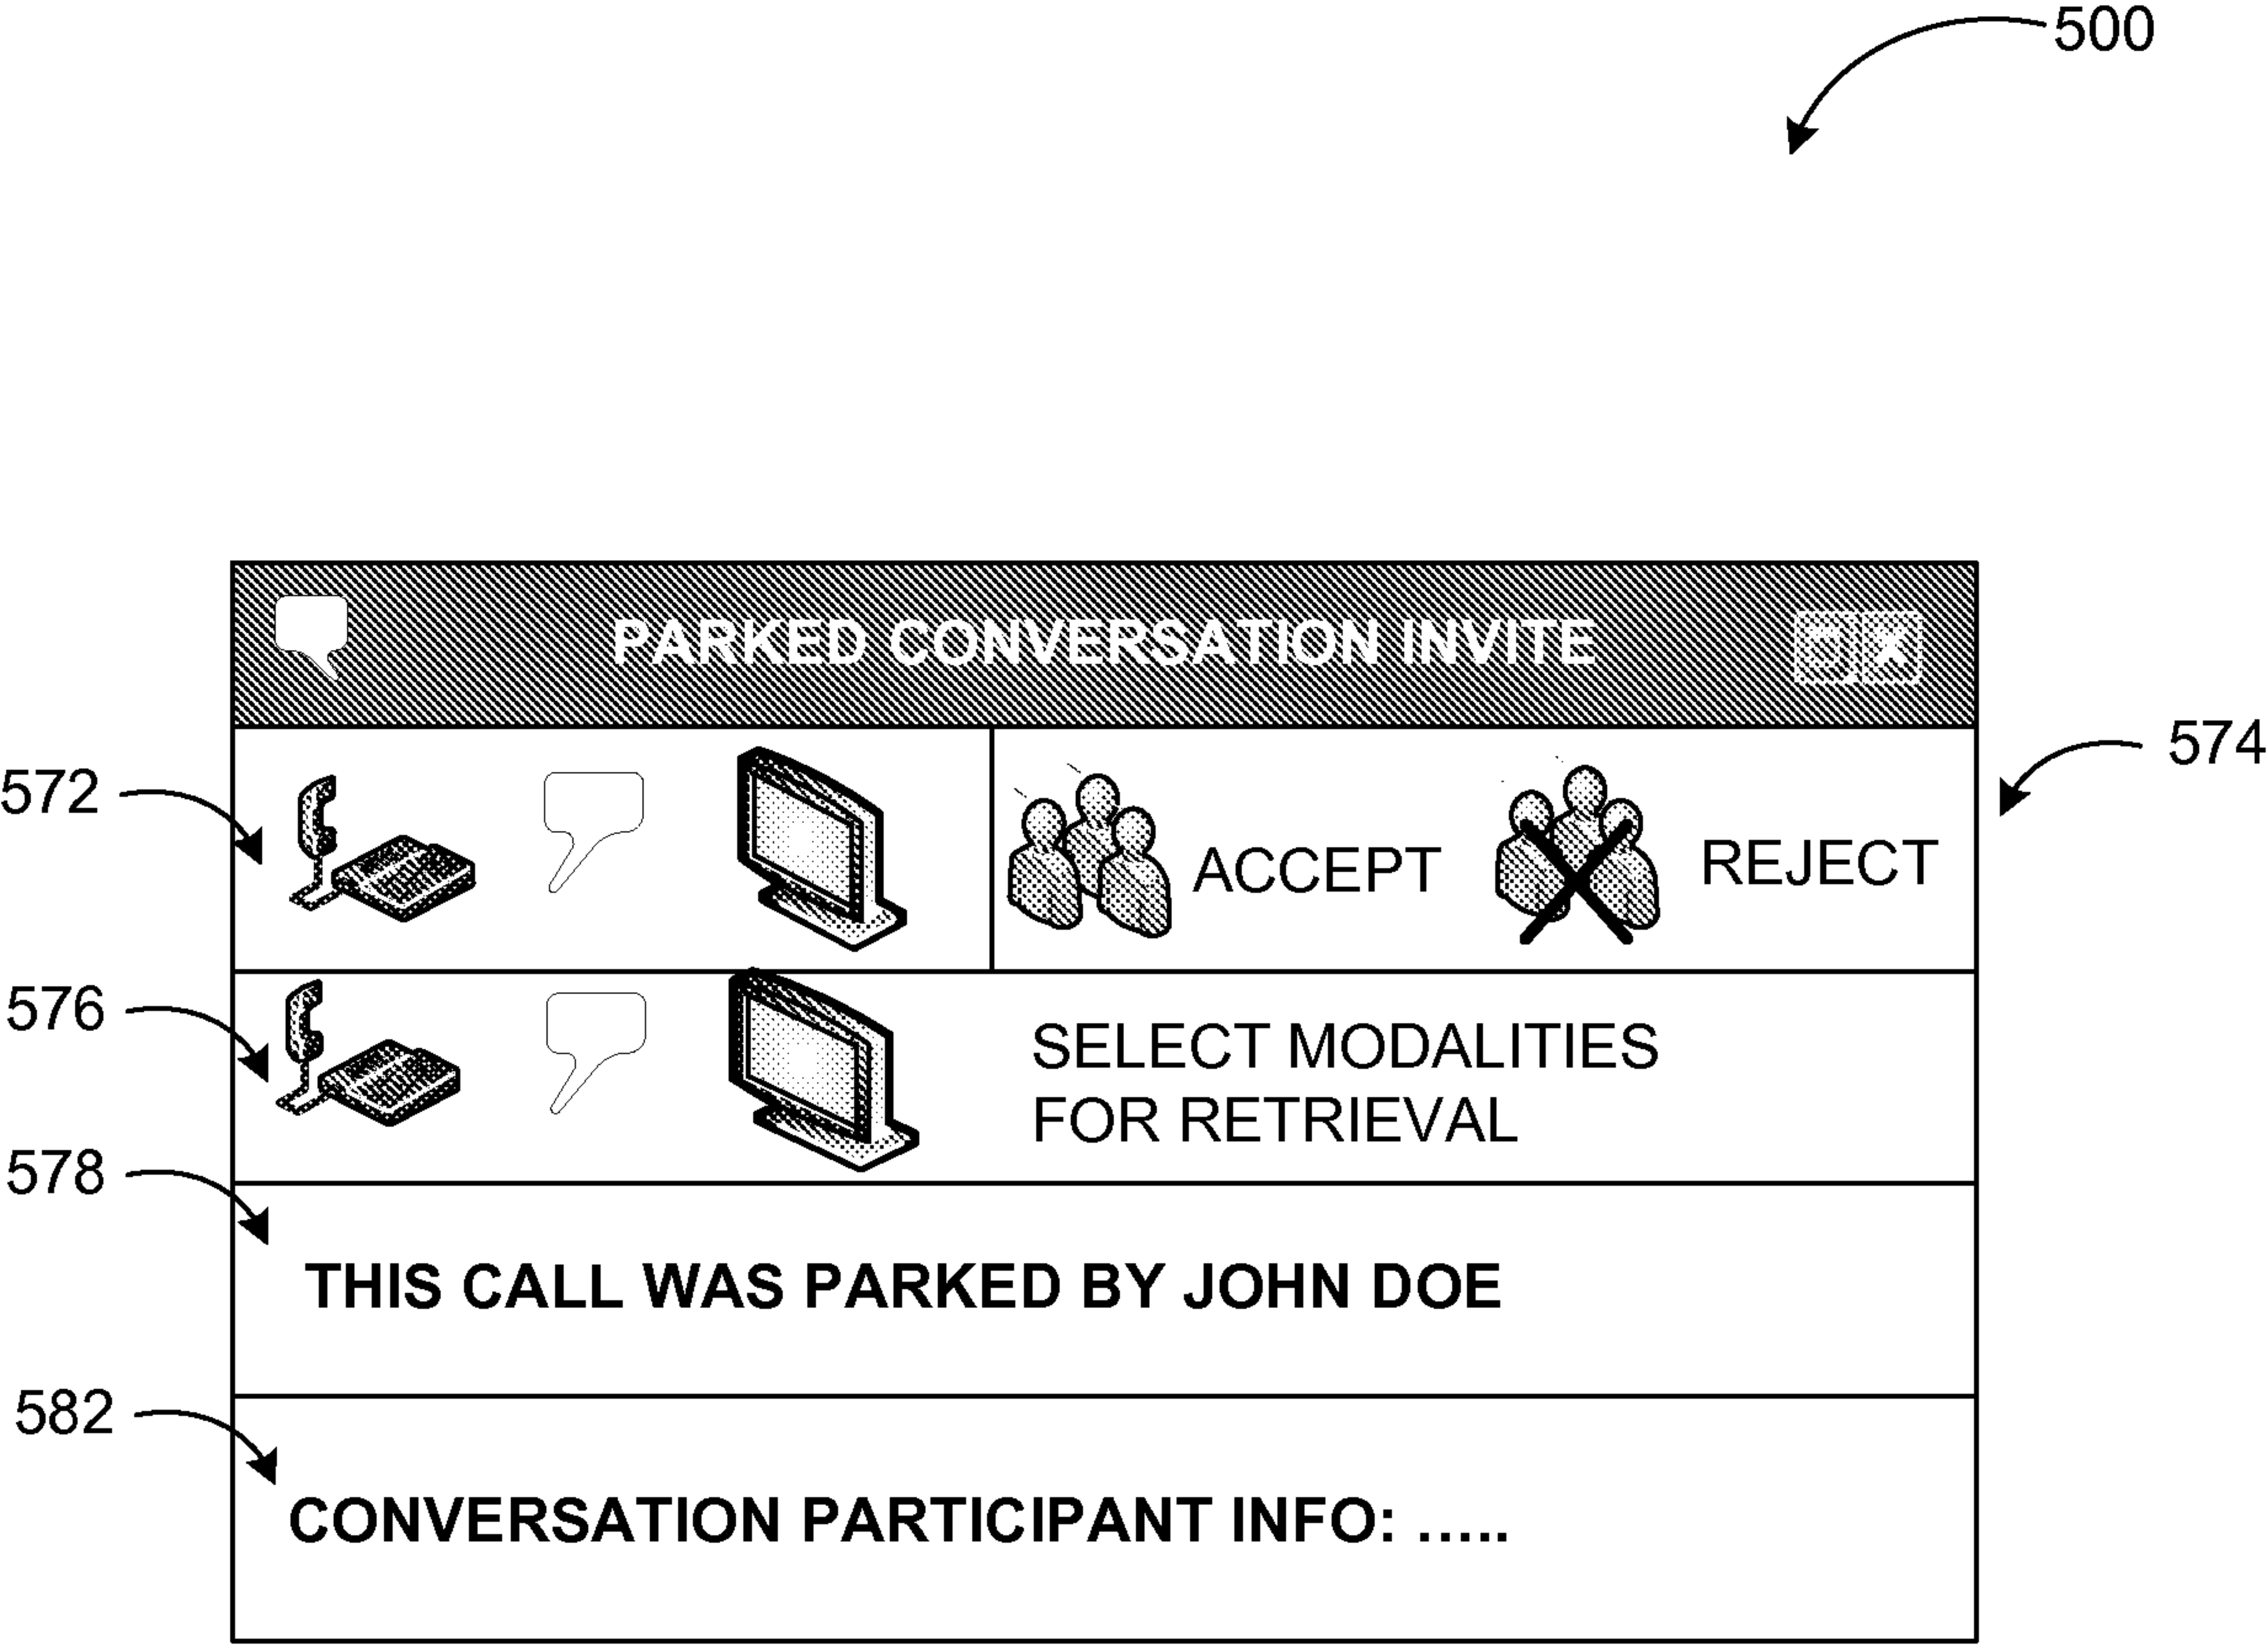 500
PARKED CONVERSATION INVITE
572
574
ACCEPT
REJECT
576
SELECT MODALITIES
FOR RETRIEVAL
578
THIS CALL WAS PARKED BY JOHN DOE
582
CONVERSATION PARTICIPANT INFO: .....